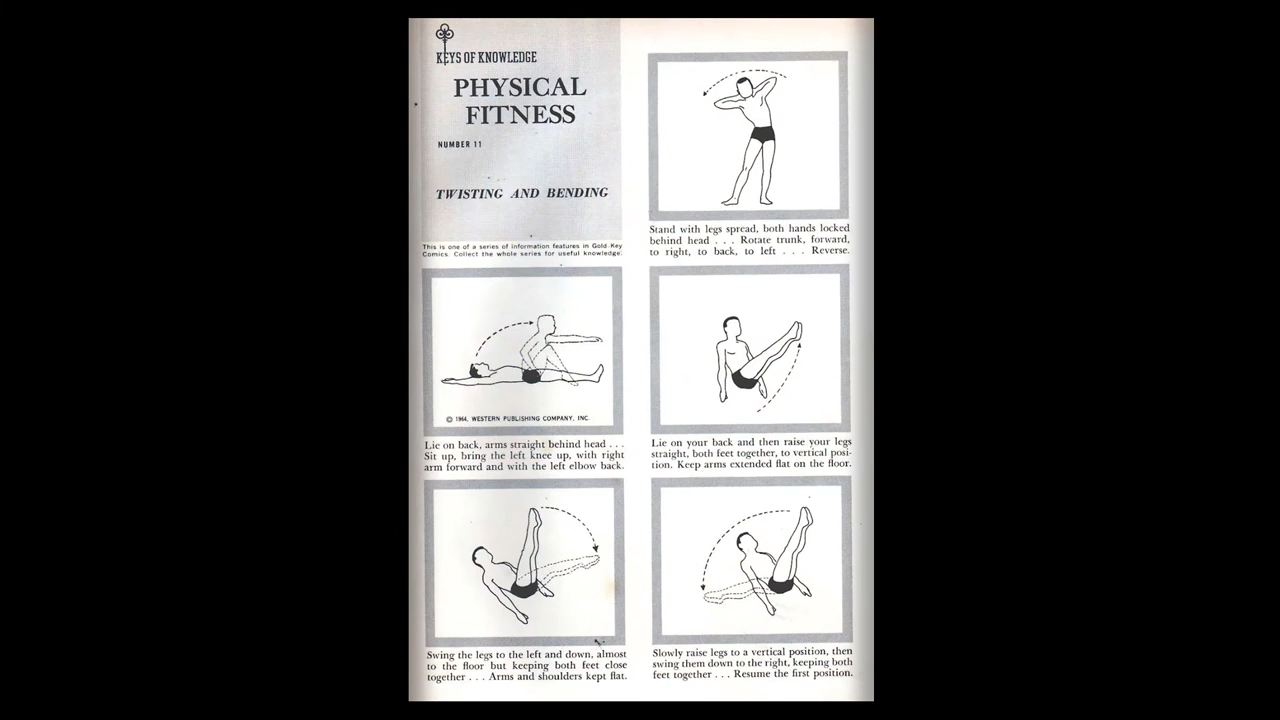 KEYS OF KNOWLEDGE
PHYSICAL
FITNESS
NUMBER 11
TWISTING AND BENDING
This is one of a series of information features in Gold Key
Comics. Collect the whole series for useful knowledge.
Stand with legs spread, both hands locked
behind head . . . Rotate trunk, forward,
to right, to back, to left . . . Reverse.
© 1964, WESTERN PUBLISHING COMPANY, INC.
Lie on back, arms straight behind head . . .
Sit up, bring the left knee up, with right
arm forward and with the left elbow back.
Lie on your back and then raise your legs
straight, both feet together, to vertical posi-
tion. Keep arms extended flat on the floor.
Swing the legs to the left and down, almost
to the floor but keeping both feet close
together . . . Arms and shoulders kept flat.
Slowly raise legs to a vertical position, then
swing them down to the right, keeping both
feet together . . . Resume the first position.